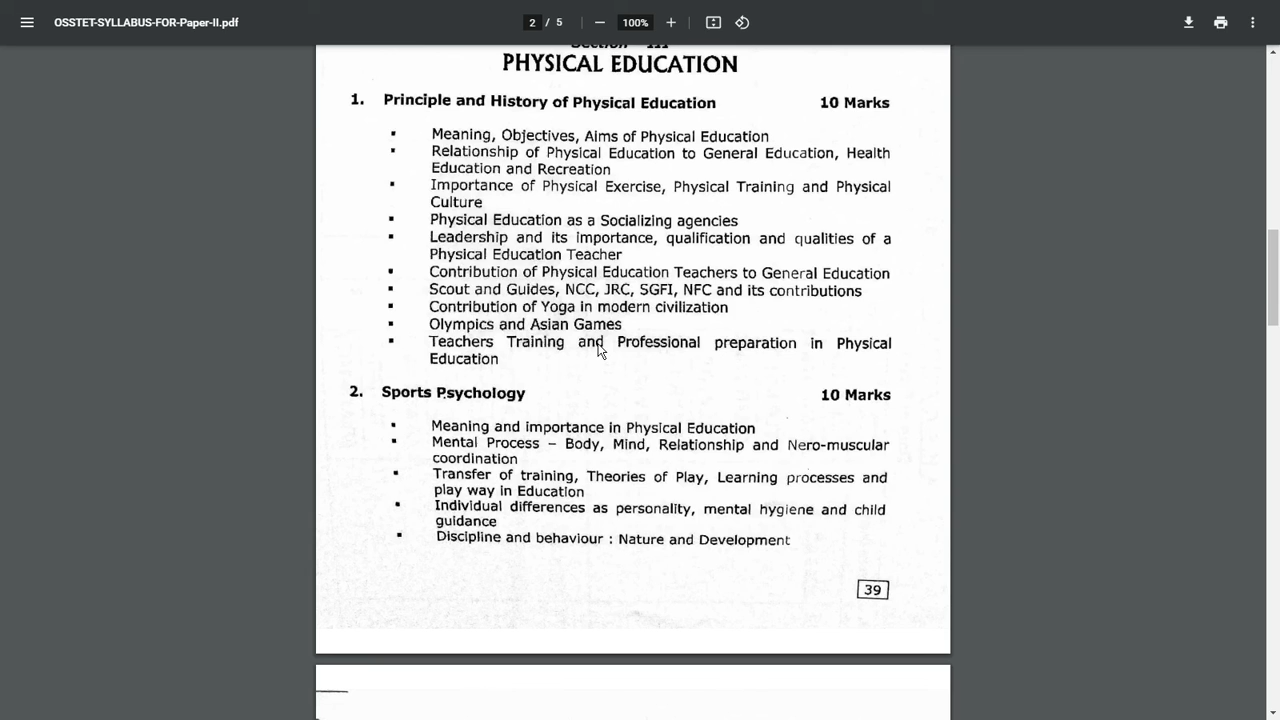 OSSTET-SYLLABUS-FOR-Paper-II.pdf
2 / 5
100%
Section - III
PHYSICAL EDUCATION
1. Principle and History of Physical Education 10 Marks
▪ Meaning, Objectives, Aims of Physical Education
▪ Relationship of Physical Education to General Education, Health
Education and Recreation
▪ Importance of Physical Exercise, Physical Training and Physical
Culture
▪ Physical Education as a Socializing agencies
▪ Leadership and its importance, qualification and qualities of a
Physical Education Teacher
▪ Contribution of Physical Education Teachers to General Education
▪ Scout and Guides, NCC, JRC, SGFI, NFC and its contributions
▪ Contribution of Yoga in modern civilization
▪ Olympics and Asian Games
▪ Teachers Training and Professional preparation in Physical
Education
2. Sports Psychology 10 Marks
▪ Meaning and importance in Physical Education
▪ Mental Process – Body, Mind, Relationship and Nero-muscular
coordination
▪ Transfer of training, Theories of Play, Learning processes and
play way in Education
▪ Individual differences as personality, mental hygiene and child
guidance
▪ Discipline and behaviour : Nature and Development
39